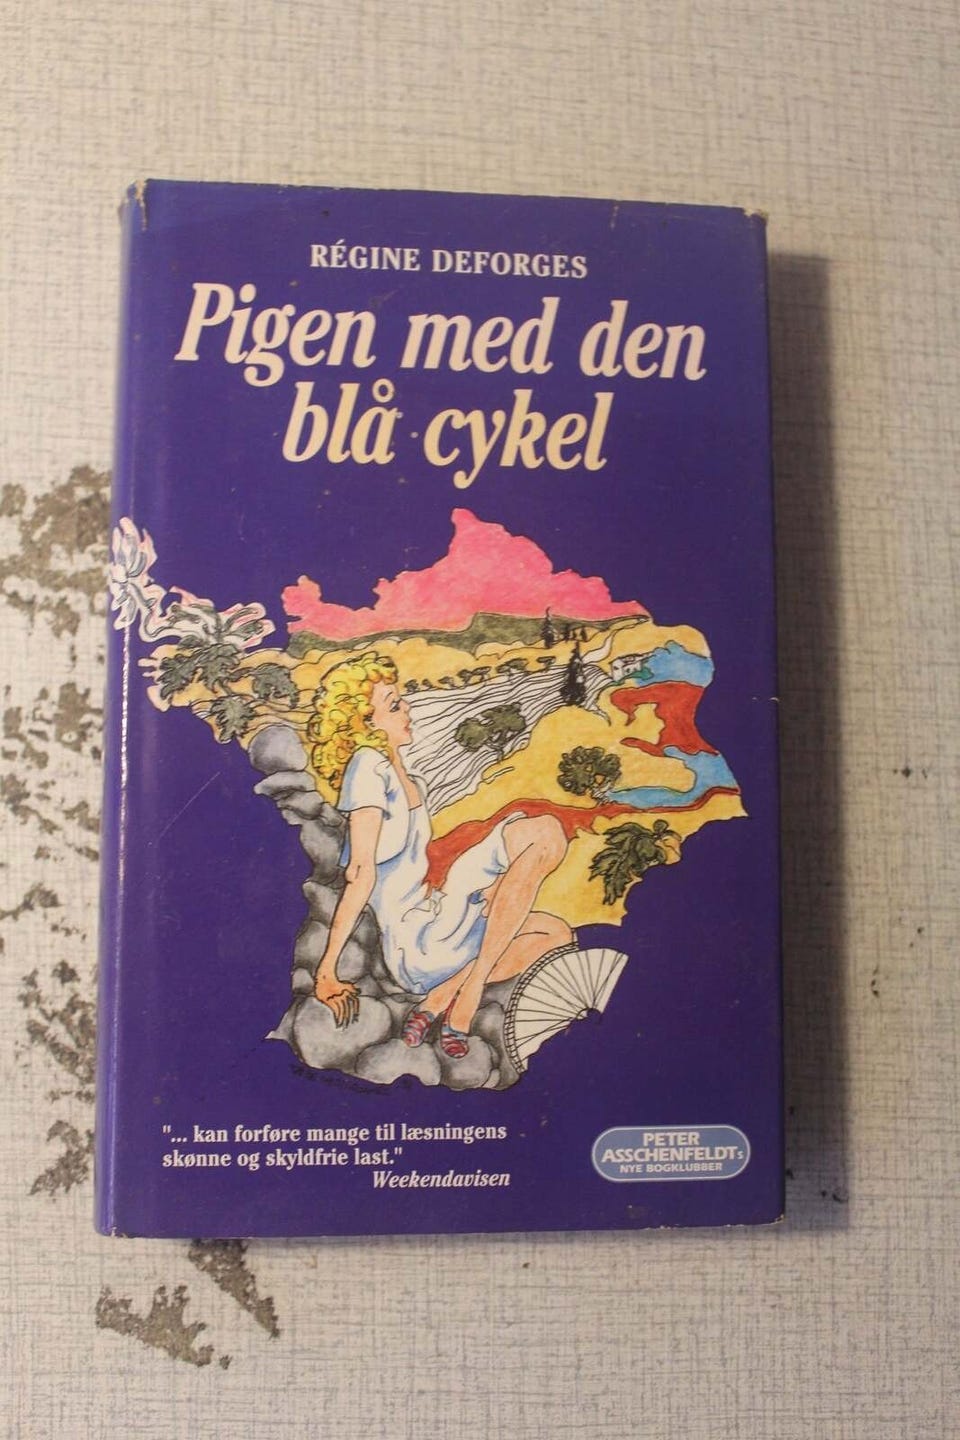 RÉGINE DEFORGES
Pigen med den
blå cykel
"... kan forføre mange til læsningens
skønne og skyldfrie last."
Weekendavisen
PETER
ASSCHENFELDTs
NYE BOGKLUBBER